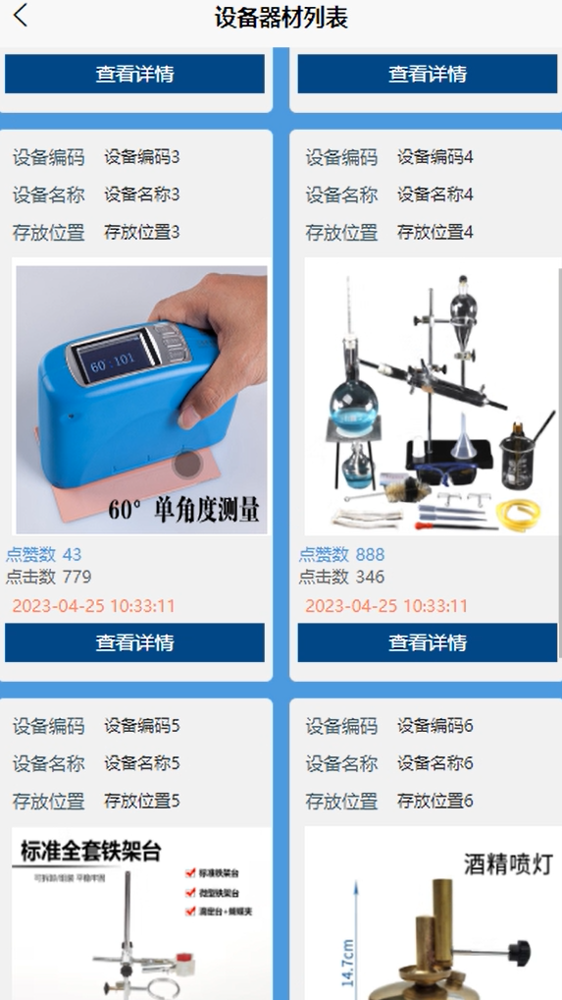 设备器材列表
查看详情
查看详情
设备编码 设备编码3
设备名称 设备名称3
存放位置 存放位置3
60°:101
60° 单角度测量
点赞数 43
点击数 779
2023-04-25 10:33:11
查看详情
设备编码 设备编码4
设备名称 设备名称4
存放位置 存放位置4
点赞数 888
点击数 346
2023-04-25 10:33:11
查看详情
设备编码 设备编码5
设备名称 设备名称5
存放位置 存放位置5
标准全套铁架台
可拆卸/组装 平稳牢固
标准铁架台
微型铁架台
滴定台+蝴蝶夹
设备编码 设备编码6
设备名称 设备名称6
存放位置 存放位置6
酒精喷灯
14.7cm